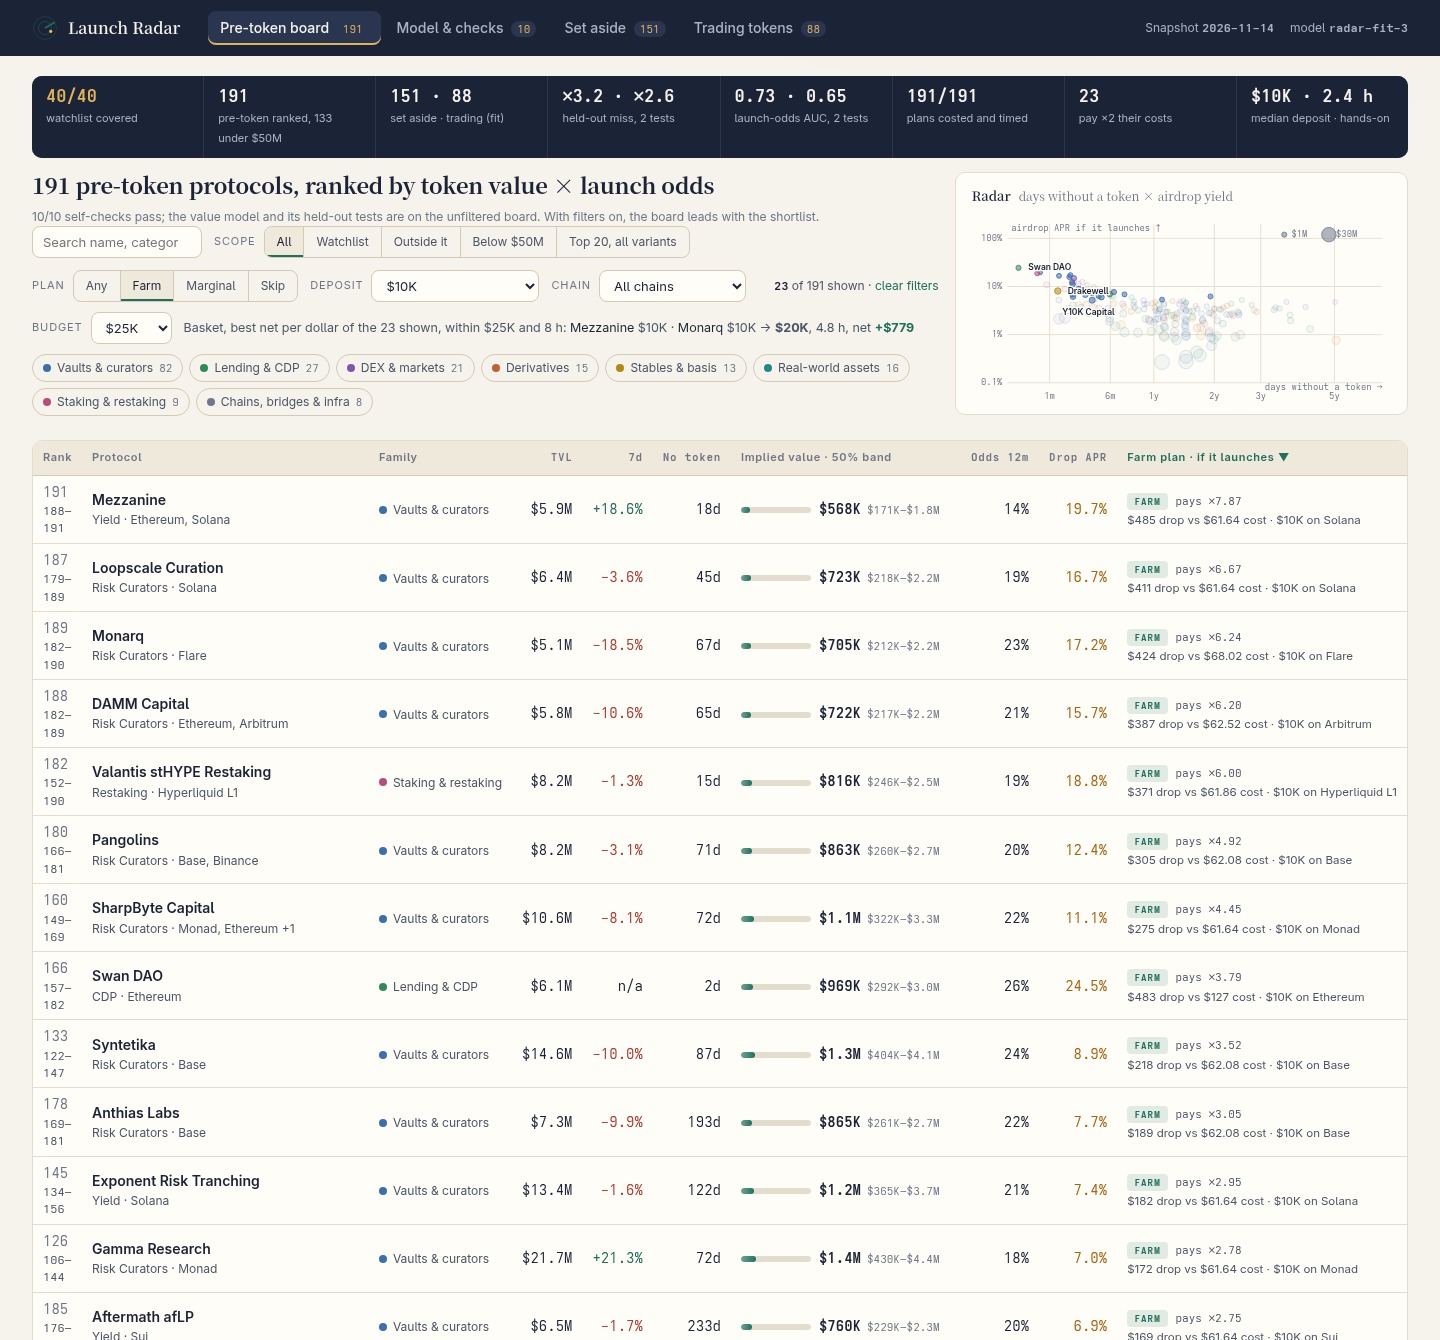 Launch Radar
Pre-token board 191
Model & checks 10
Set aside 151
Trading tokens 88
Snapshot 2026-11-14 model radar-fit-3
40/40
watchlist covered
191
pre-token ranked, 133
under $50M
151 · 88
set aside · trading (fit)
×3.2 · ×2.6
held-out miss, 2 tests
0.73 · 0.65
launch-odds AUC, 2 tests
191/191
plans costed and timed
23
pay ×2 their costs
$10K · 2.4 h
median deposit · hands-on
191 pre-token protocols, ranked by token value × launch odds
10/10 self-checks pass; the value model and its held-out tests are on the unfiltered board. With filters on, the board leads with the shortlist.
Search name, categor
SCOPE All Watchlist Outside it Below $50M Top 20, all variants
PLAN Any Farm Marginal Skip DEPOSIT $10K CHAIN All chains 23 of 191 shown · clear filters
BUDGET $25K Basket, best net per dollar of the 23 shown, within $25K and 8 h: Mezzanine $10K · Monarq $10K → $20K, 4.8 h, net +$779
Vaults & curators 82
Lending & CDP 27
DEX & markets 21
Derivatives 15
Stables & basis 13
Real-world assets 16
Staking & restaking 9
Chains, bridges & infra 8
Radar days without a token × airdrop yield
airdrop APR if it launches ↑
$1M $30M
100%
10%
1%
0.1%
Swan DAO
Drakewell
Y10K Capital
days without a token →
1m 6m 1y 2y 3y 5y
Rank Protocol Family TVL 7d No token Implied value · 50% band Odds 12m Drop APR Farm plan · if it launches ▼
191
188–
191
Mezzanine
Yield · Ethereum, Solana
Vaults & curators $5.9M +18.6% 18d $568K $171K–$1.8M 14% 19.7%
FARM pays ×7.87
$485 drop vs $61.64 cost · $10K on Solana
187
179–
189
Loopscale Curation
Risk Curators · Solana
Vaults & curators $6.4M −3.6% 45d $723K $218K–$2.2M 19% 16.7%
FARM pays ×6.67
$411 drop vs $61.64 cost · $10K on Solana
189
182–
190
Monarq
Risk Curators · Flare
Vaults & curators $5.1M −18.5% 67d $705K $212K–$2.2M 23% 17.2%
FARM pays ×6.24
$424 drop vs $68.02 cost · $10K on Flare
188
182–
189
DAMM Capital
Risk Curators · Ethereum, Arbitrum
Vaults & curators $5.8M −10.6% 65d $722K $217K–$2.2M 21% 15.7%
FARM pays ×6.20
$387 drop vs $62.52 cost · $10K on Arbitrum
182
152–
190
Valantis stHYPE Restaking
Restaking · Hyperliquid L1
Staking & restaking $8.2M −1.3% 15d $816K $246K–$2.5M 19% 18.8%
FARM pays ×6.00
$371 drop vs $61.86 cost · $10K on Hyperliquid L1
180
166–
181
Pangolins
Risk Curators · Base, Binance
Vaults & curators $8.2M −3.1% 71d $863K $260K–$2.7M 20% 12.4%
FARM pays ×4.92
$305 drop vs $62.08 cost · $10K on Base
160
149–
169
SharpByte Capital
Risk Curators · Monad, Ethereum +1
Vaults & curators $10.6M −8.1% 72d $1.1M $322K–$3.3M 22% 11.1%
FARM pays ×4.45
$275 drop vs $61.64 cost · $10K on Monad
166
157–
182
Swan DAO
CDP · Ethereum
Lending & CDP $6.1M n/a 2d $969K $292K–$3.0M 26% 24.5%
FARM pays ×3.79
$483 drop vs $127 cost · $10K on Ethereum
133
122–
147
Syntetika
Risk Curators · Base
Vaults & curators $14.6M −10.0% 87d $1.3M $404K–$4.1M 24% 8.9%
FARM pays ×3.52
$218 drop vs $62.08 cost · $10K on Base
178
169–
181
Anthias Labs
Risk Curators · Base
Vaults & curators $7.3M −9.9% 193d $865K $261K–$2.7M 22% 7.7%
FARM pays ×3.05
$189 drop vs $62.08 cost · $10K on Base
145
134–
156
Exponent Risk Tranching
Yield · Solana
Vaults & curators $13.4M −1.6% 122d $1.2M $365K–$3.7M 21% 7.4%
FARM pays ×2.95
$182 drop vs $61.64 cost · $10K on Solana
126
106–
144
Gamma Research
Risk Curators · Monad
Vaults & curators $21.7M +21.3% 72d $1.4M $430K–$4.4M 18% 7.0%
FARM pays ×2.78
$172 drop vs $61.64 cost · $10K on Monad
185
176–
Aftermath afLP
Yield · Sui
Vaults & curators $6.5M −1.7% 233d $760K $229K–$2.3M 20% 6.9%
FARM pays ×2.75
$169 drop vs $61.64 cost · $10K on Sui